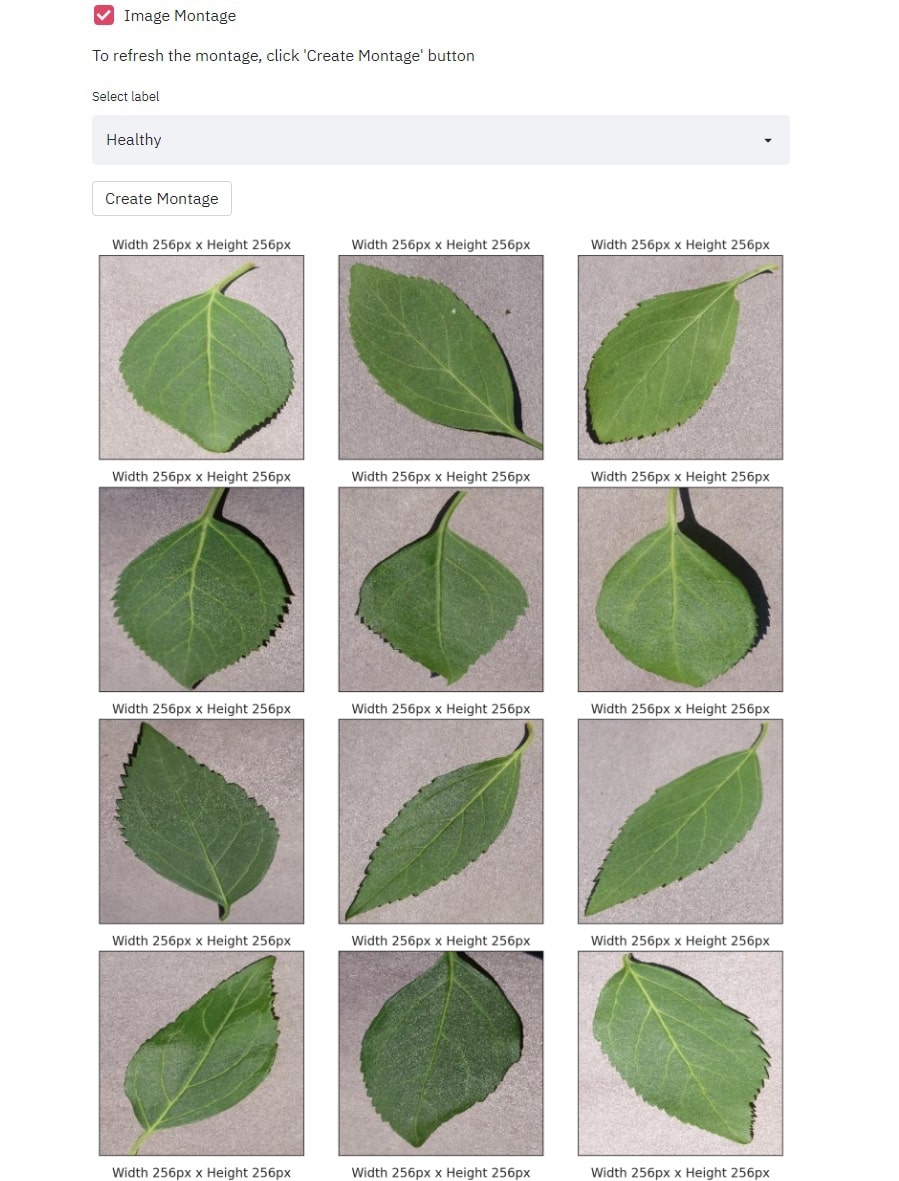 Image Montage
To refresh the montage, click 'Create Montage' button
Select label
Healthy
Create Montage
Width 256px x Height 256px Width 256px x Height 256px Width 256px x Height 256px
Width 256px x Height 256px Width 256px x Height 256px Width 256px x Height 256px
Width 256px x Height 256px Width 256px x Height 256px Width 256px x Height 256px
Width 256px x Height 256px Width 256px x Height 256px Width 256px x Height 256px
Width 256px x Height 256px Width 256px x Height 256px Width 256px x Height 256px